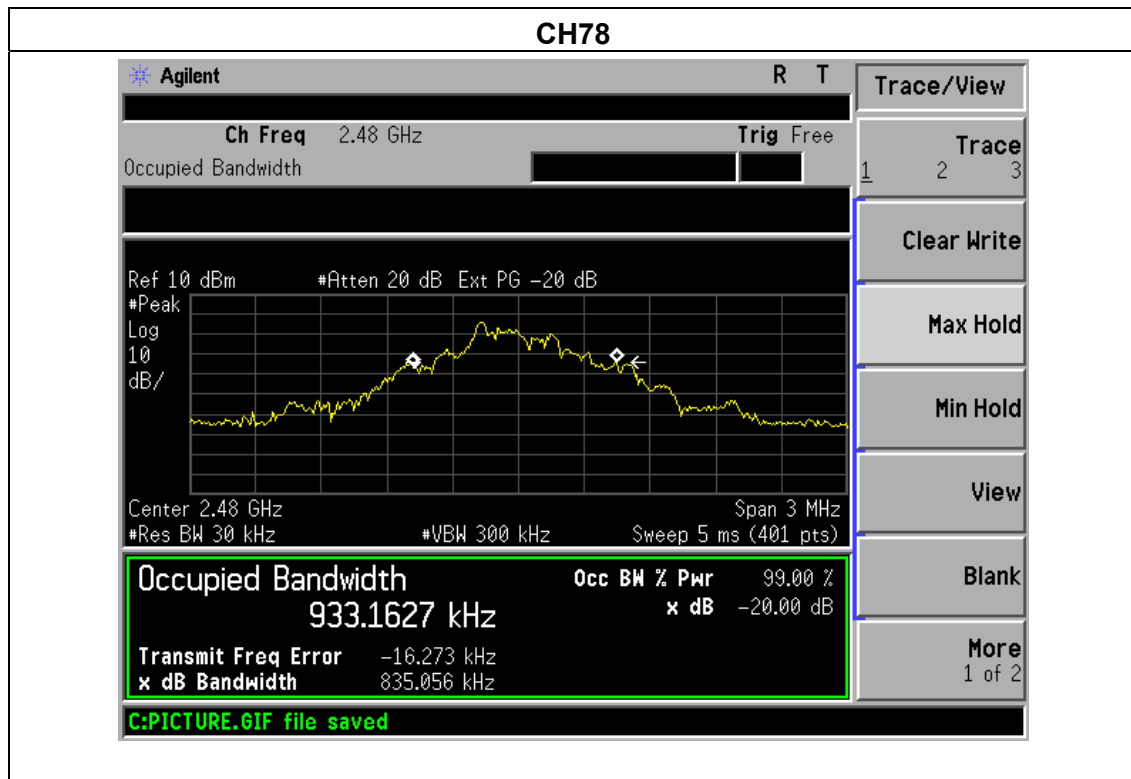 CH78
Agilent
R T
Trace/View
Ch Freq 2.48 GHz
Trig Free
Occupied Bandwidth
Trace
1 2 3
Clear Write
Ref 10 dBm #Atten 20 dB Ext PG -20 dB
#Peak
Log
10
dB/
Max Hold
Min Hold
View
Center 2.48 GHz
Span 3 MHz
#Res BW 30 kHz #VBW 300 kHz Sweep 5 ms (401 pts)
Occupied Bandwidth
933.1627 kHz
Occ BW % Pwr 99.00 %
x dB -20.00 dB
Blank
Transmit Freq Error -16.273 kHz
x dB Bandwidth 835.056 kHz
More
1 of 2
C:PICTURE.GIF file saved